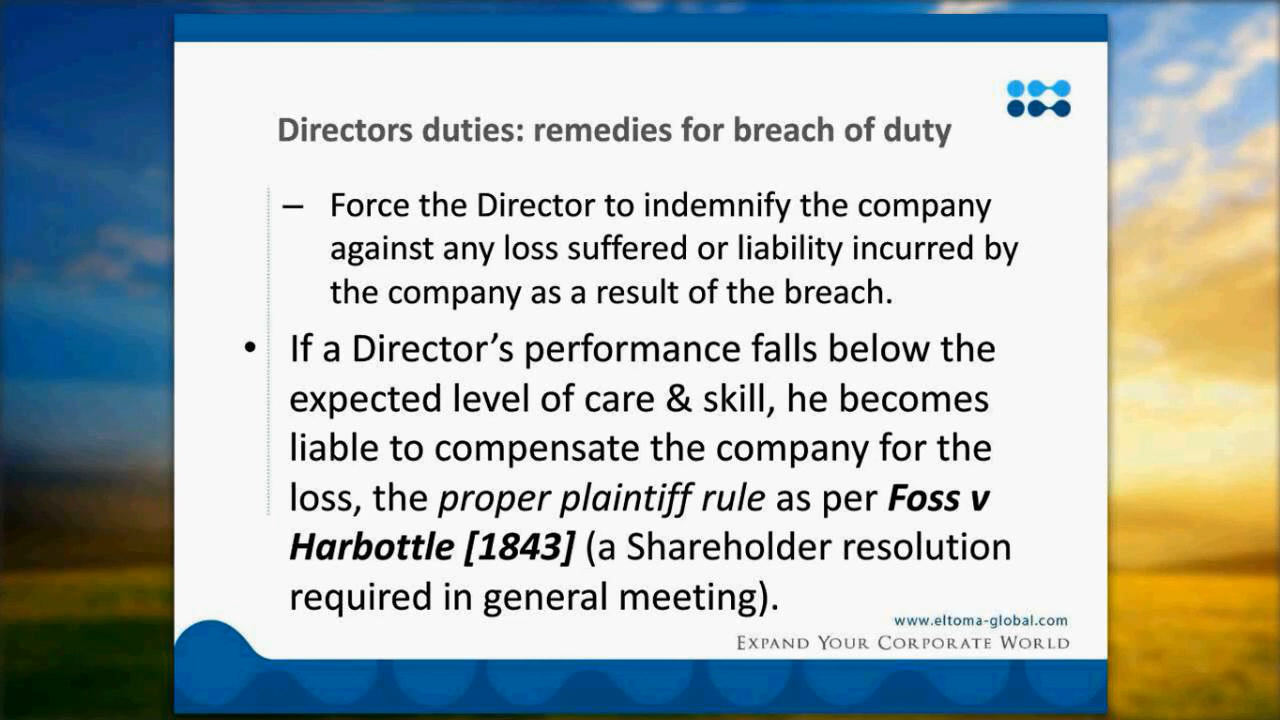 Directors duties: remedies for breach of duty
– Force the Director to indemnify the company
against any loss suffered or liability incurred by
the company as a result of the breach.
• If a Director’s performance falls below the
expected level of care & skill, he becomes
liable to compensate the company for the
loss, the proper plaintiff rule as per Foss v
Harbottle [1843] (a Shareholder resolution
required in general meeting).
www.eltoma-global.com
Expand Your Corporate World